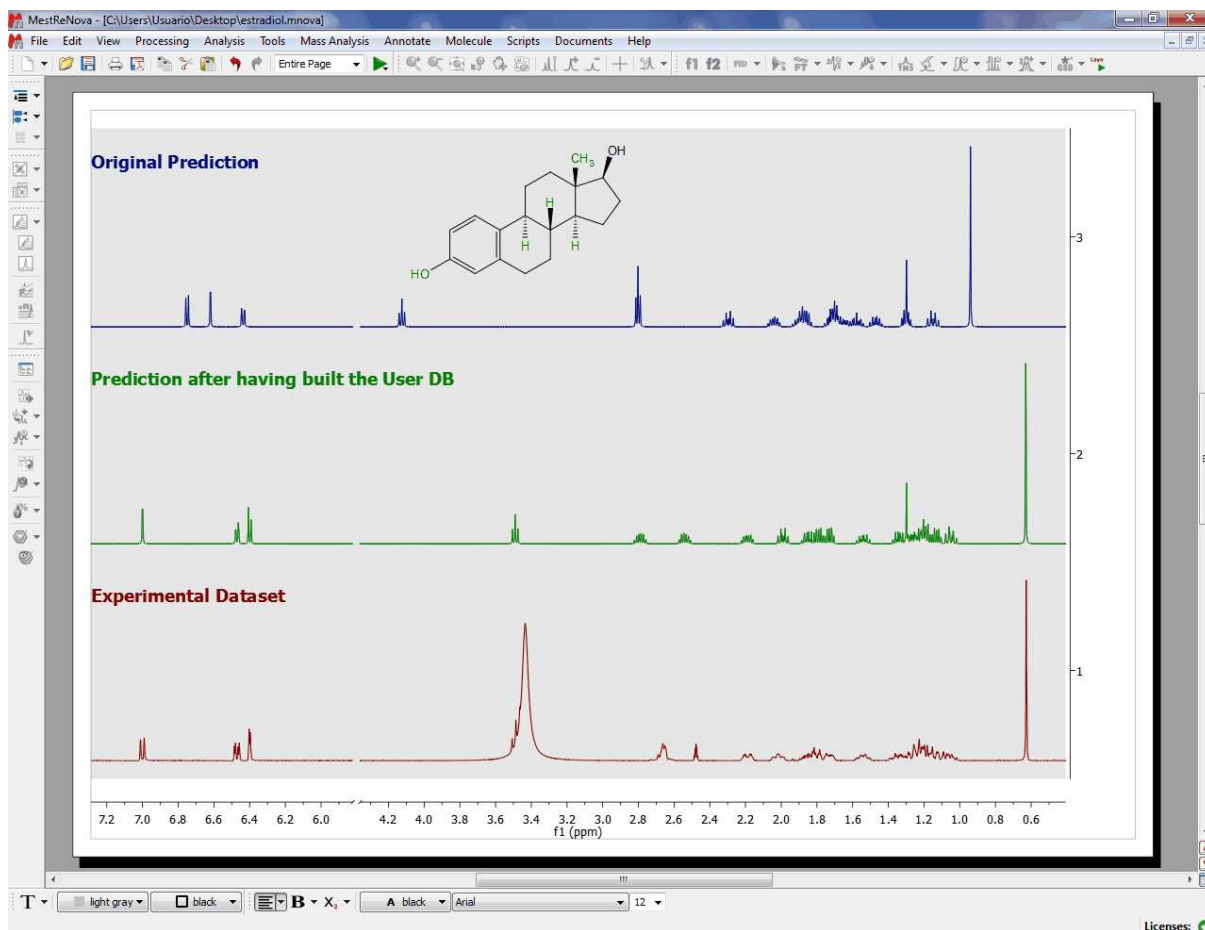 MestReNova - [C:\Users\Usuario\Desktop\estradiol.mnova]
File Edit View Processing Analysis Tools Mass Analysis Annotate Molecule Scripts Documents Help
Entire Page f1 f2
Original Prediction
CH3 OH
H
H H
HO
3
Prediction after having built the User DB
2
Experimental Dataset
1
7.2 7.0 6.8 6.6 6.4 6.2 6.0 4.2 4.0 3.8 3.6 3.4 3.2 3.0 2.8 2.6 2.4 2.2 2.0 1.8 1.6 1.4 1.2 1.0 0.8 0.6
f1 (ppm)
T light gray black B X2 A black Arial 12
Licenses: